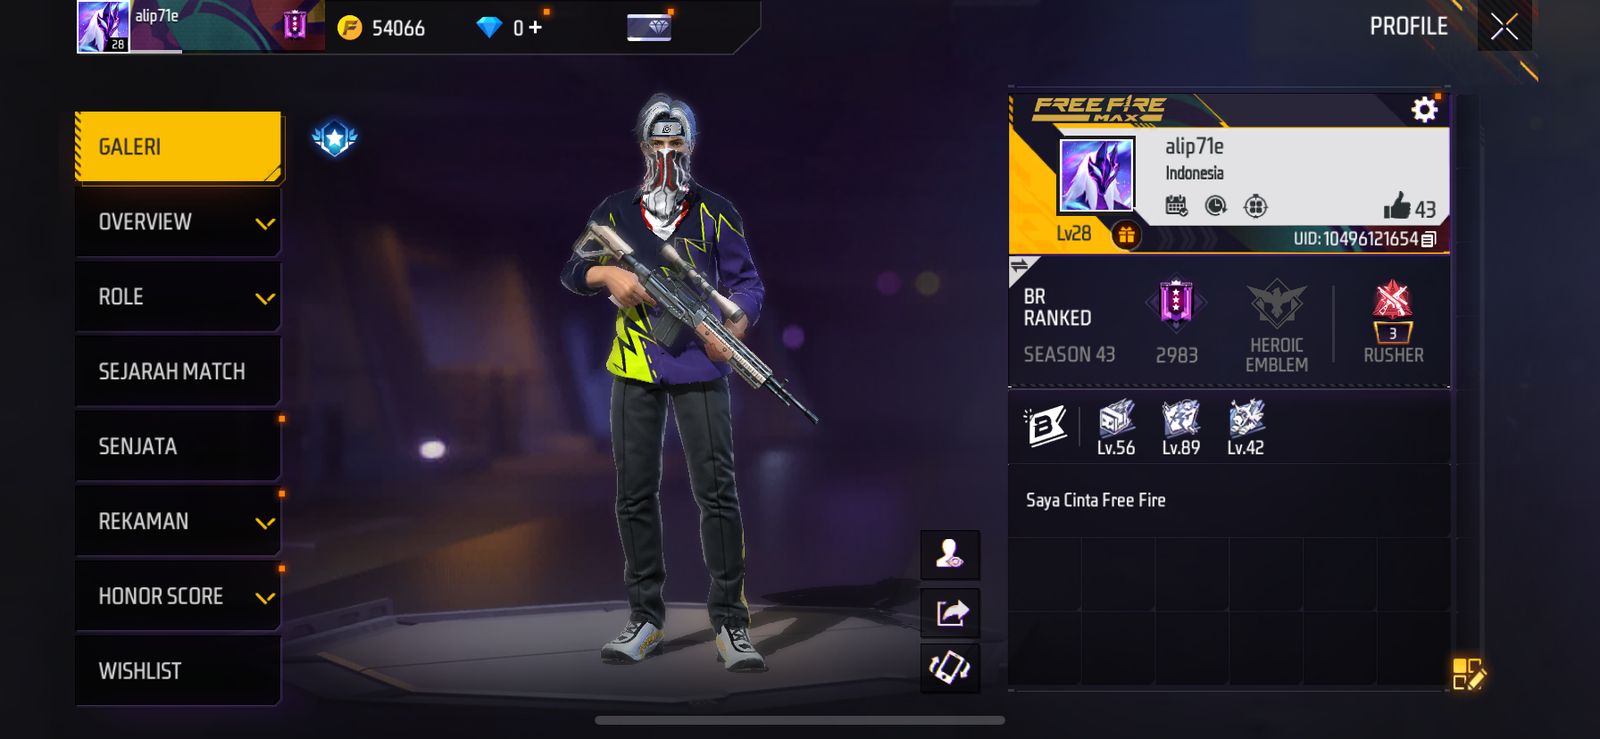 alip71e
28
54066
0 +
PROFILE
GALERI
OVERVIEW
ROLE
SEJARAH MATCH
SENJATA
REKAMAN
HONOR SCORE
WISHLIST
FREE FIRE
MAX
alip71e
Indonesia
43
Lv28
UID:10496121654
BR
RANKED
SEASON 43
2983
HEROIC
EMBLEM
3
RUSHER
B
Lv.56
Lv.89
Lv.42
Saya Cinta Free Fire